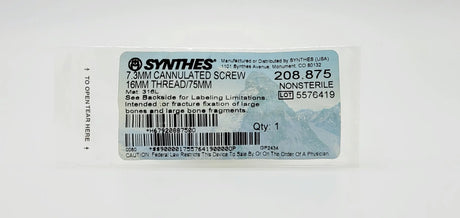 SYNTHES®
Manufactured or Distributed by SYNTHES (USA)
1101 Synthes Avenue, Monument, CO 80132
7.3MM CANNULATED SCREW
16MM THREAD/75MM
Mat: 316L
See Backside for Labeling Limitations.
Intended for fracture fixation of large
bones and large bone fragments.
208.875
NONSTERILE
LOT 5576419
Qty: 1
*H6792088750*
0086
GP243A
CAUTION: Federal Law Restricts This Device To Sale By Or On The Order Of A Physician.
TO OPEN TEAR HERE